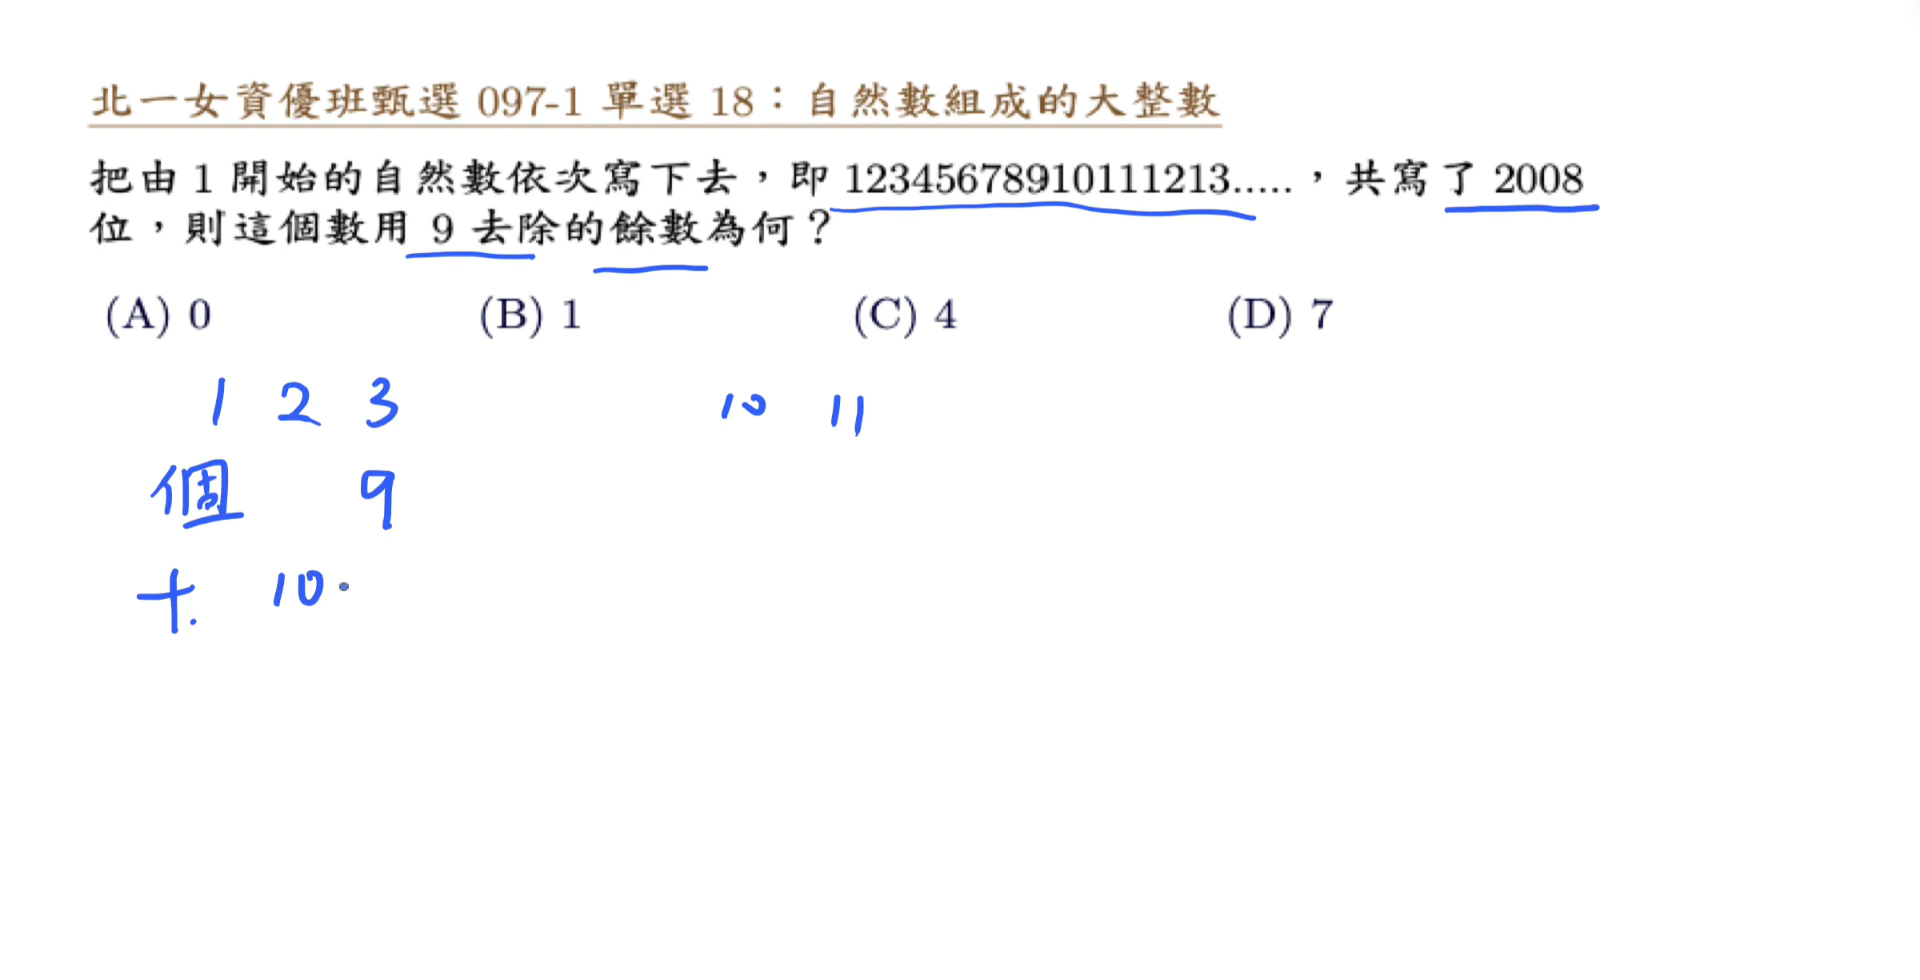 北一女資優班甄選 097-1 單選 18：自然數組成的大整數
把由 1 開始的自然數依次寫下去，即 12345678910111213.....，共寫了 2008
位，則這個數用 9 去除的餘數為何？
(A) 0 (B) 1 (C) 4 (D) 7
1 2 3 10 11
個 9
十. 10.